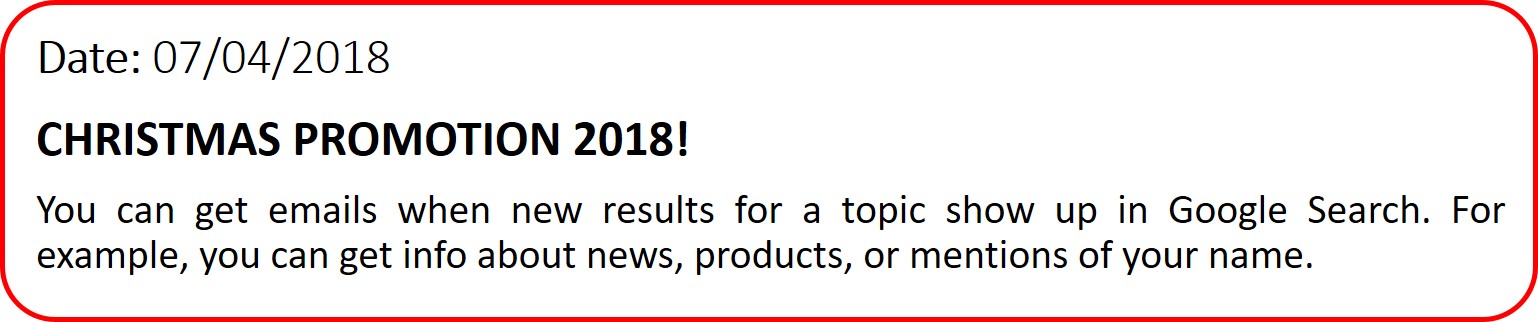 Date: 07/04/2018
CHRISTMAS PROMOTION 2018!
You can get emails when new results for a topic show up in Google Search. For
example, you can get info about news, products, or mentions of your name.